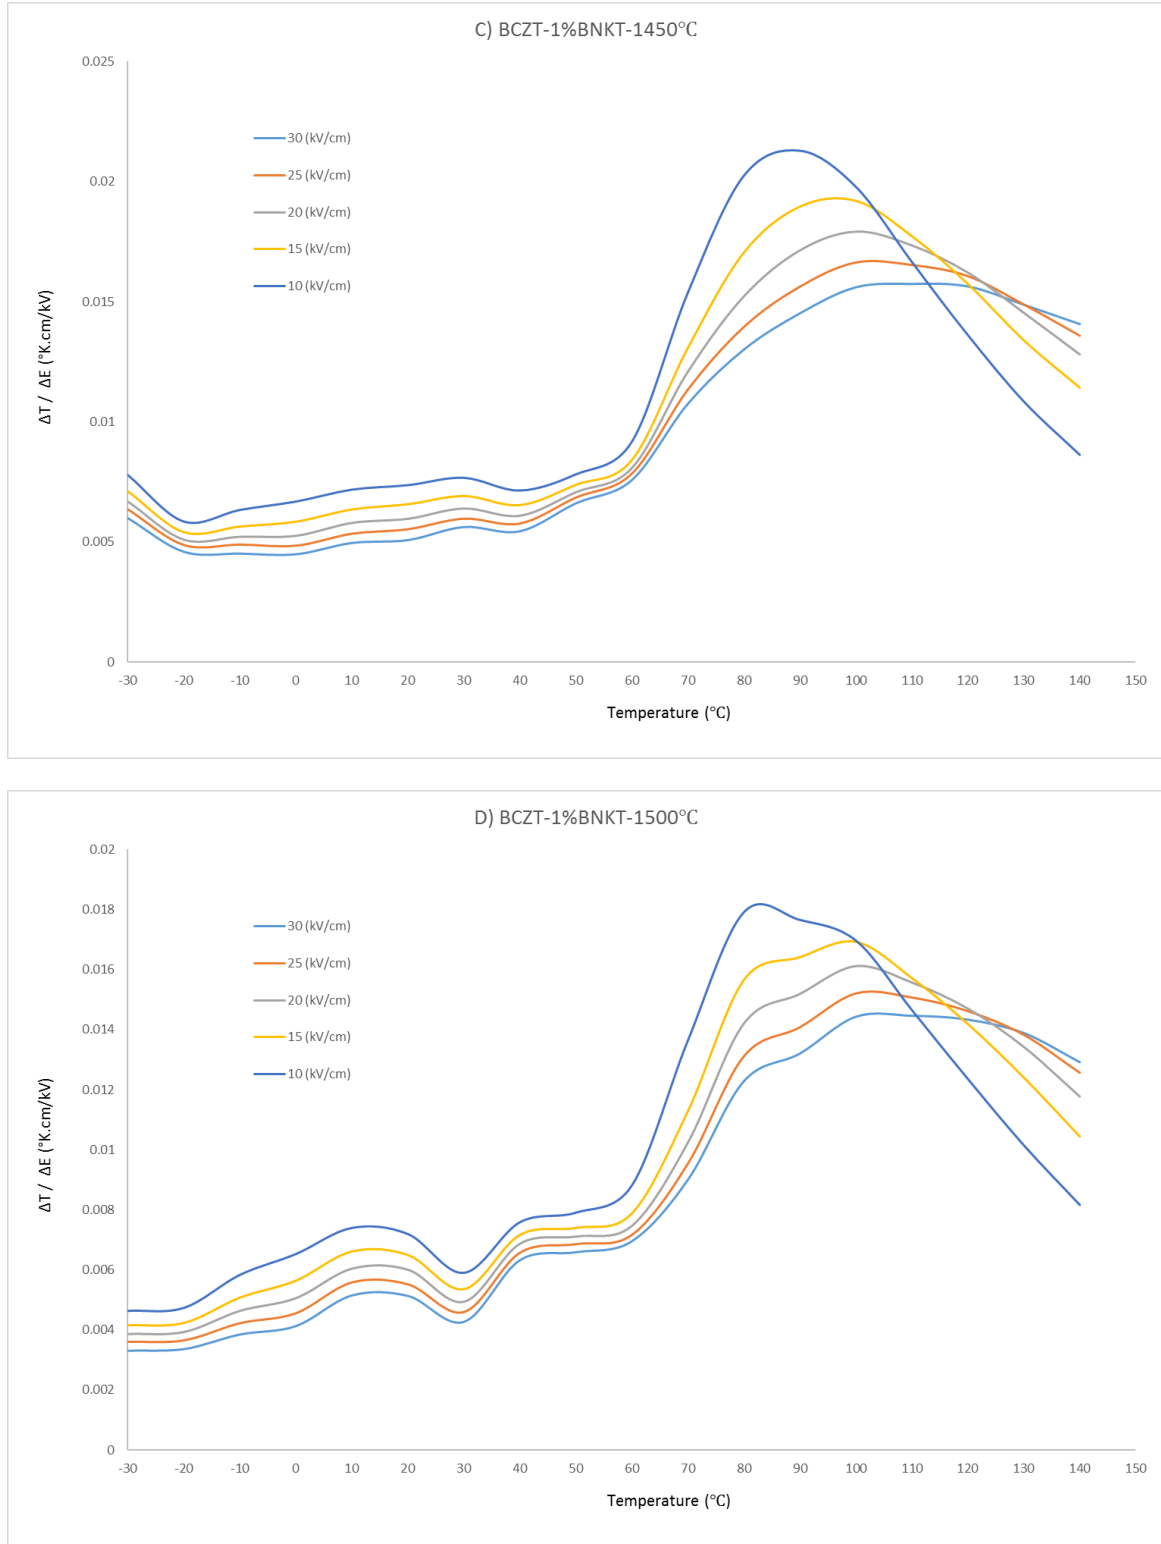 C) BCZT-1%BNKT-1450°C
0.025
0.02
0.015
0.01
0.005
0
ΔT / ΔE (°K.cm/kV)
30 (kV/cm)
25 (kV/cm)
20 (kV/cm)
15 (kV/cm)
10 (kV/cm)
-30 -20 -10 0 10 20 30 40 50 60 70 80 90 100 110 120 130 140 150
Temperature (°C)
D) BCZT-1%BNKT-1500°C
0.02
0.018
0.016
0.014
0.012
0.01
0.008
0.006
0.004
0.002
0
ΔT / ΔE (°K.cm/kV)
30 (kV/cm)
25 (kV/cm)
20 (kV/cm)
15 (kV/cm)
10 (kV/cm)
-30 -20 -10 0 10 20 30 40 50 60 70 80 90 100 110 120 130 140 150
Temperature (°C)